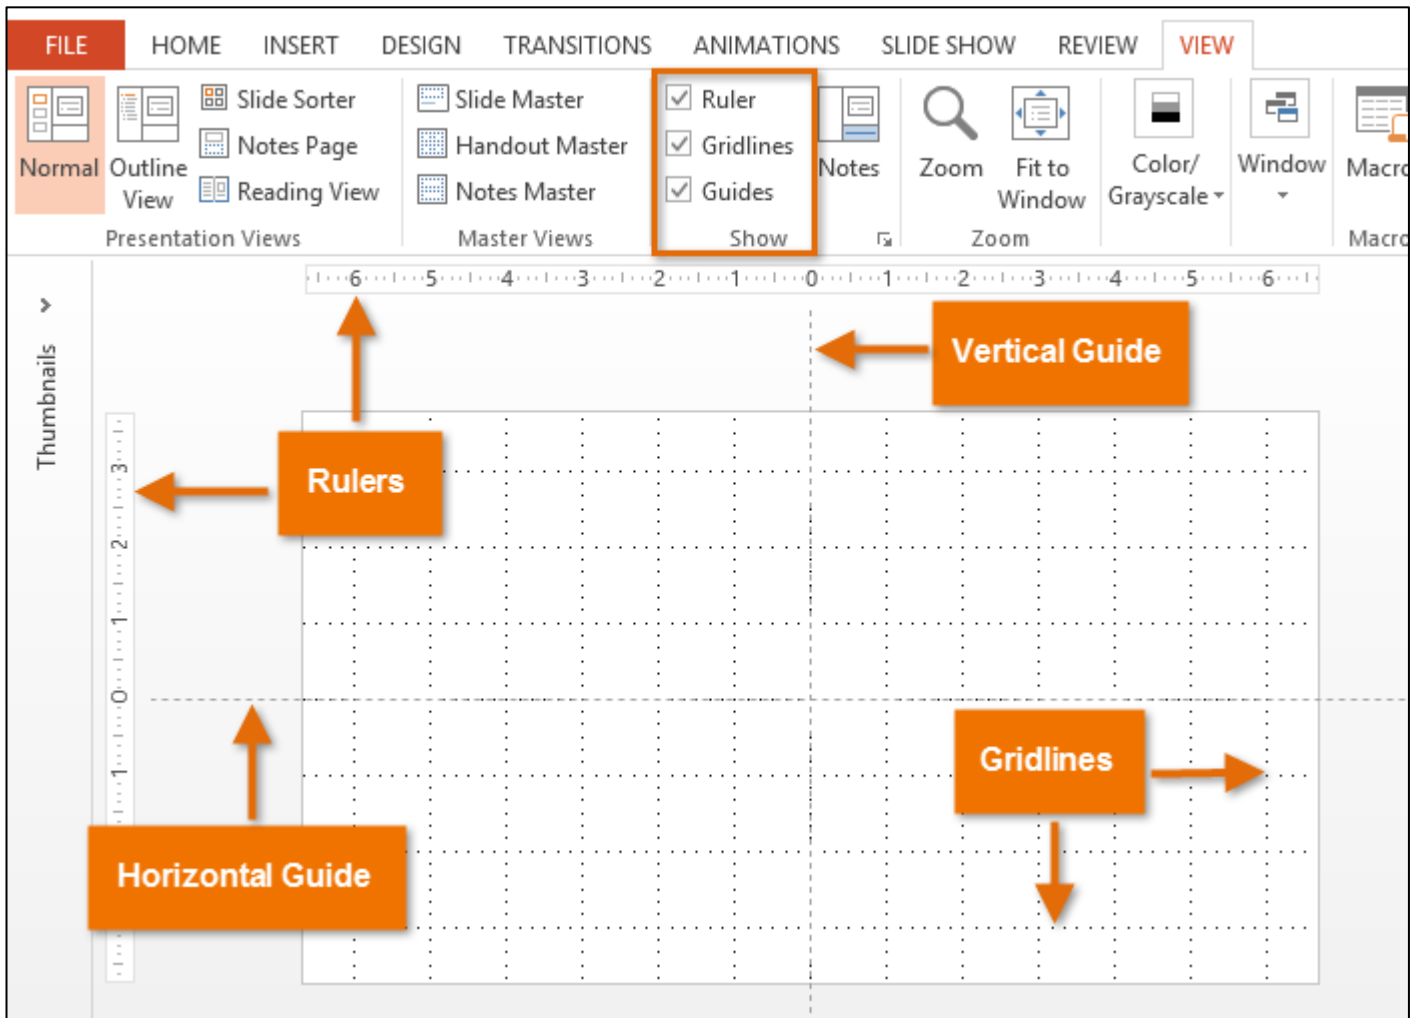 FILE HOME INSERT DESIGN TRANSITIONS ANIMATIONS SLIDE SHOW REVIEW VIEW
Normal
Outline
View
Slide Sorter
Notes Page
Reading View
Presentation Views
Slide Master
Handout Master
Notes Master
Master Views
Ruler
Gridlines
Guides
Show
Notes
Zoom
Fit to
Window
Zoom
Color/
Grayscale
Window
Macro
Macro
6 5 4 3 2 1 0 1 2 3 4 5 6
Thumbnails
3
2
1
0
1
Vertical Guide
Rulers
Gridlines
Horizontal Guide